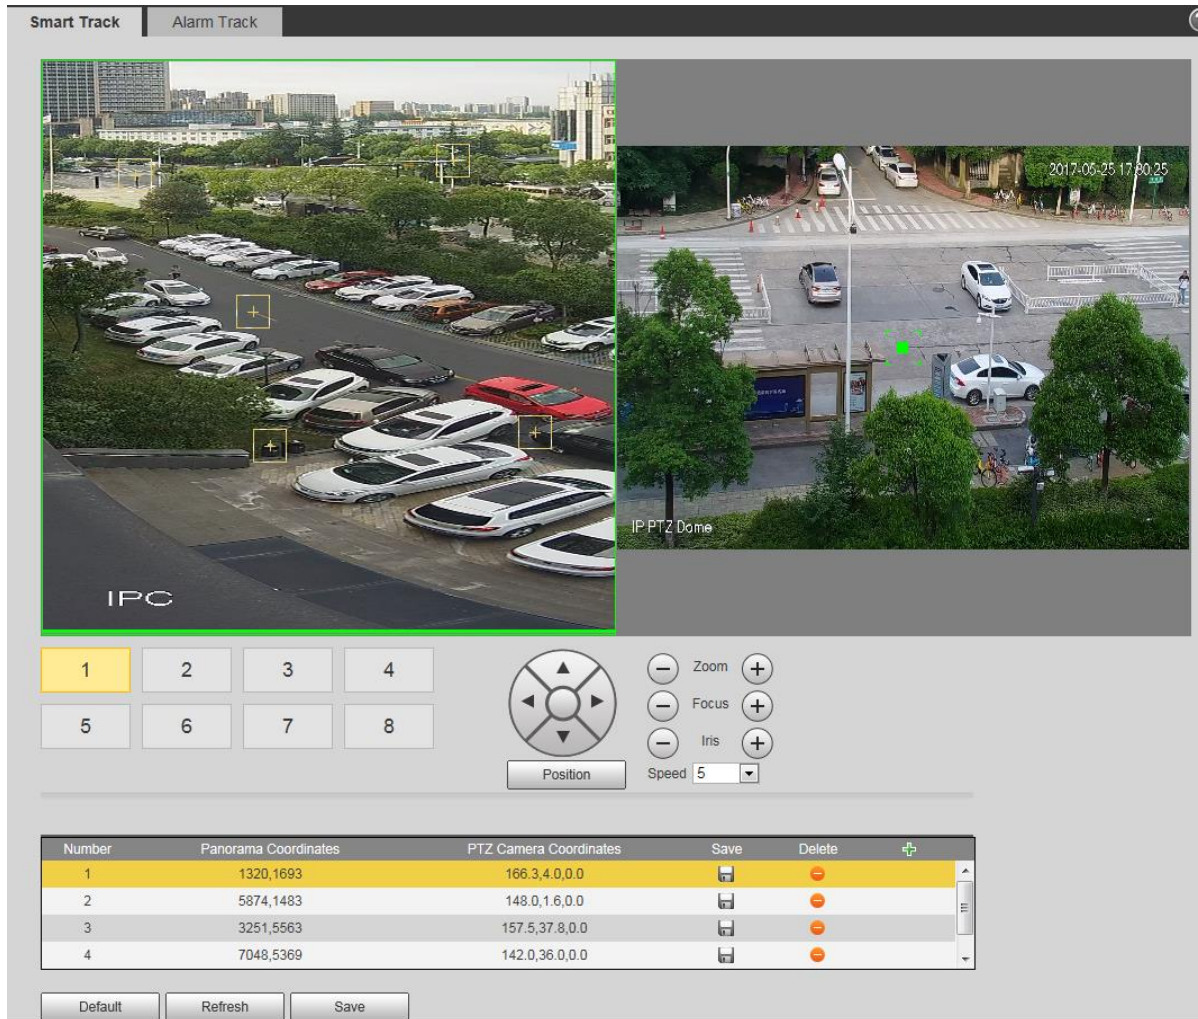 Smart Track Alarm Track
2017-05-25 17:30:25
IP PTZ Dome
IPC
1 2 3 4
5 6 7 8
Zoom
Focus
Iris
Position
Speed 5
Number Panorama Coordinates PTZ Camera Coordinates Save Delete
1 1320,1693 166.3,4.0,0.0
2 5874,1483 148.0,1.6,0.0
3 3251,5563 157.5,37.8,0.0
4 7048,5369 142.0,36.0,0.0
Default Refresh Save